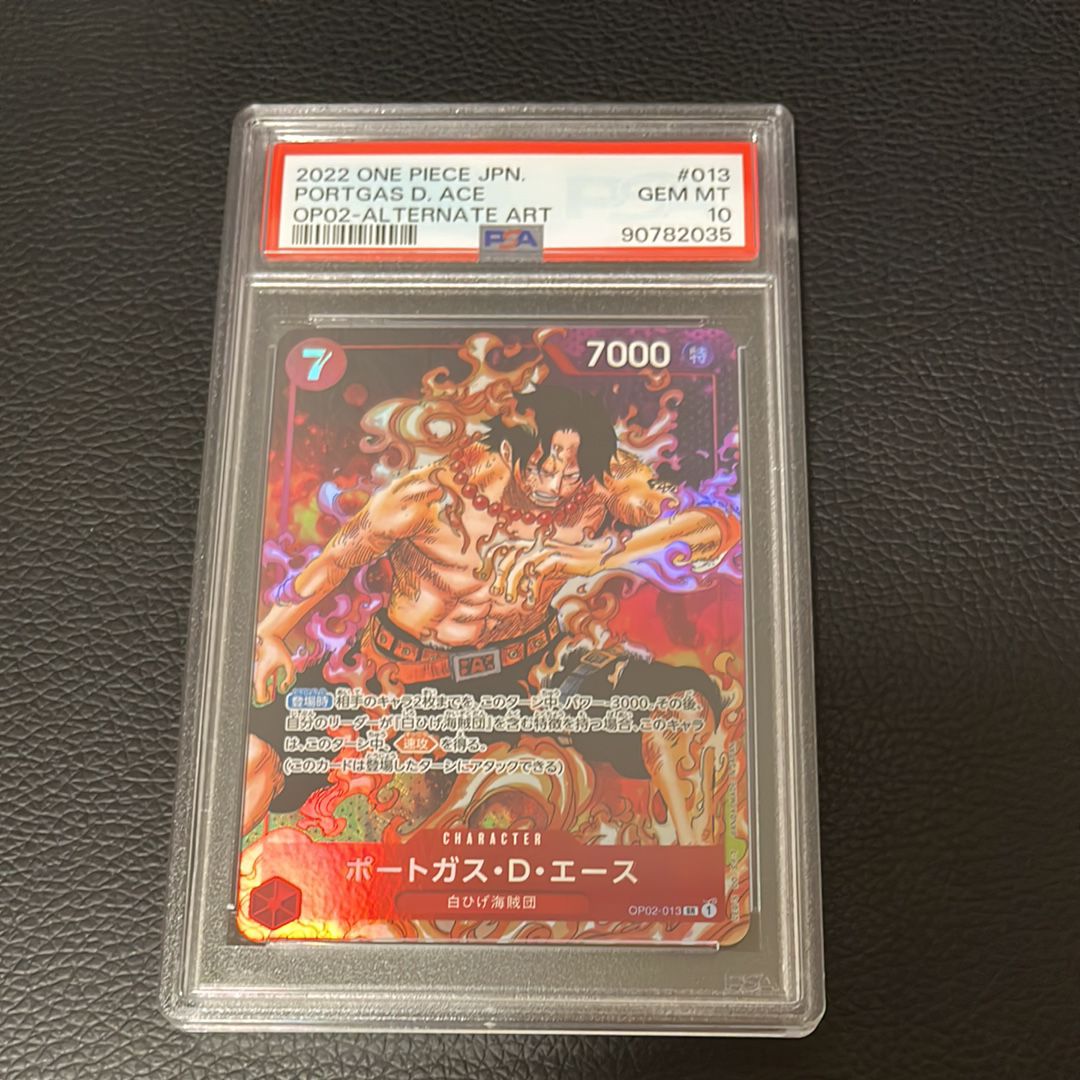 2022 ONE PIECE JPN.
#013
PORTGAS D. ACE
GEM MT
OP02-ALTERNATE ART
10
PSA
90782035
7
7000
特
登場時 相手のキャラ2枚までを、このターン中、パワー-3000。その後、
自分のリーダーが『白ひげ海賊団』を含む特徴を持つ場合、このキャラ
は、このターン中、速攻を得る。
(このカードは登場したターンにアタックできる)
CHARACTER
ポートガス・D・エース
白ひげ海賊団
OP02-013 SR 1
PSA